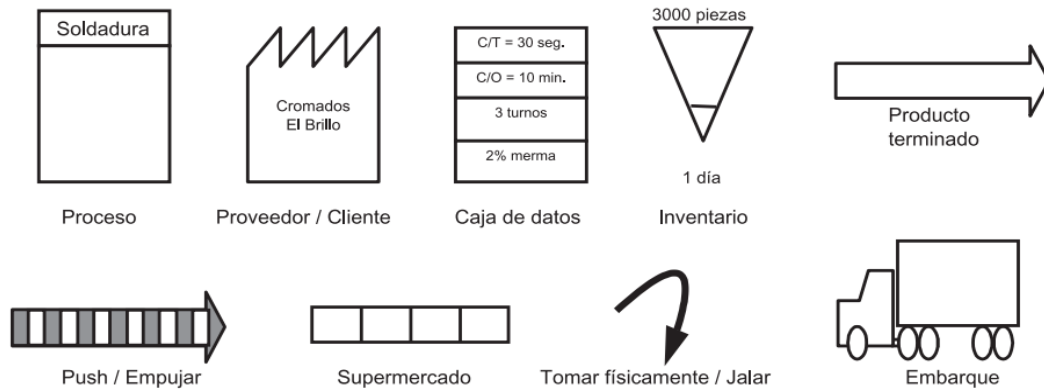 Soldadura
Cromados
El Brillo
C/T = 30 seg.
C/O = 10 min.
3 turnos
2% merma
3000 piezas
1 día
Producto
terminado
Proceso
Proveedor / Cliente
Caja de datos
Inventario
Push / Empujar
Supermercado
Tomar físicamente / Jalar
Embarque